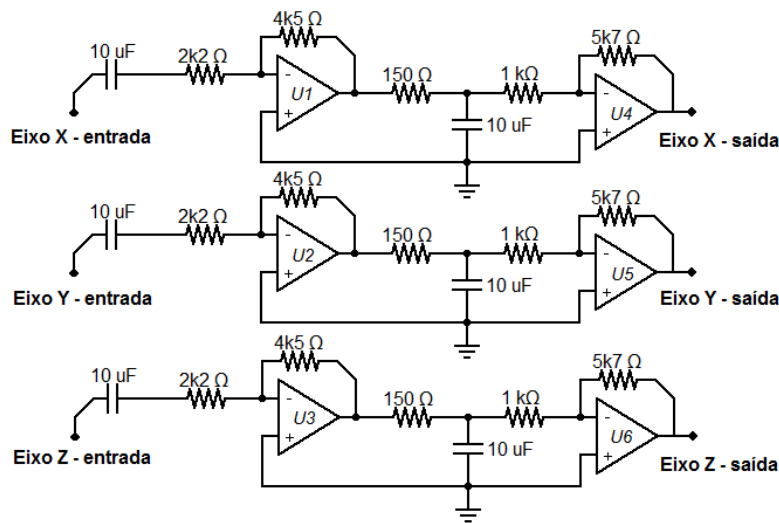 4k5 Ω 5k7 Ω
10 uF 2k2 Ω 150 Ω 1 kΩ
- U1 + - U4 +
10 uF
Eixo X - entrada Eixo X - saída
4k5 Ω 5k7 Ω
10 uF 2k2 Ω 150 Ω 1 kΩ
- U2 + - U5 +
10 uF
Eixo Y - entrada Eixo Y - saída
4k5 Ω 5k7 Ω
10 uF 2k2 Ω 150 Ω 1 kΩ
- U3 + - U6 +
10 uF
Eixo Z - entrada Eixo Z - saída